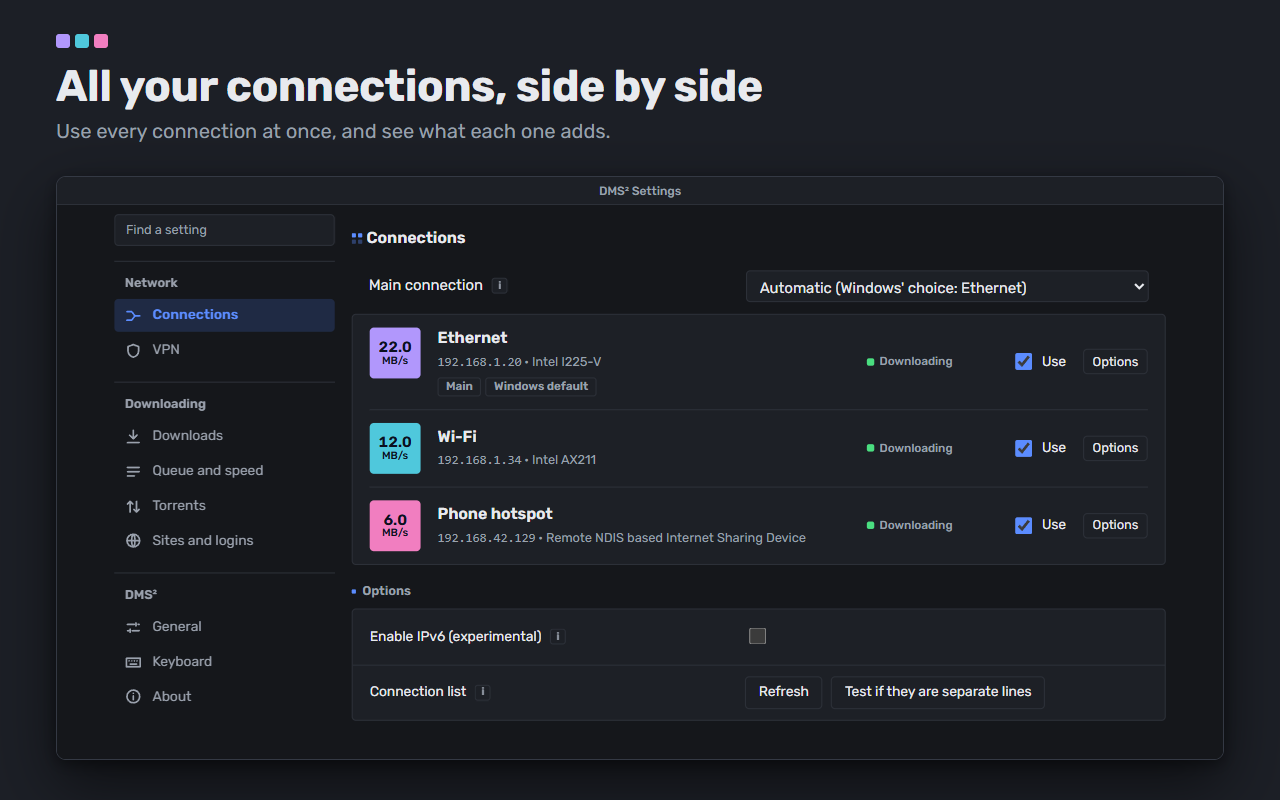 All your connections, side by side
Use every connection at once, and see what each one adds.
DMS² Settings
Find a setting
Network
Connections
VPN
Downloading
Downloads
Queue and speed
Torrents
Sites and logins
DMS²
General
Keyboard
About
Connections
Main connection i
Automatic (Windows' choice: Ethernet)
22.0 MB/s
Ethernet
192.168.1.20 • Intel I225-V
Main Windows default
Downloading
Use
Options
12.0 MB/s
Wi-Fi
192.168.1.34 • Intel AX211
Downloading
Use
Options
6.0 MB/s
Phone hotspot
192.168.42.129 • Remote NDIS based Internet Sharing Device
Downloading
Use
Options
Options
Enable IPv6 (experimental) i
Connection list i
Refresh
Test if they are separate lines